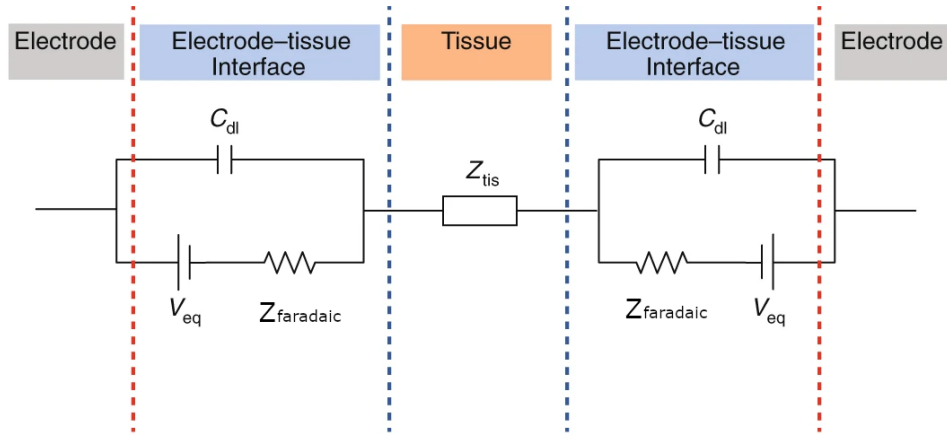 Electrode
Electrode–tissue
Interface
Tissue
Electrode–tissue
Interface
Electrode
Cdl
Cdl
Ztis
Veq
Zfaradaic
Zfaradaic
Veq